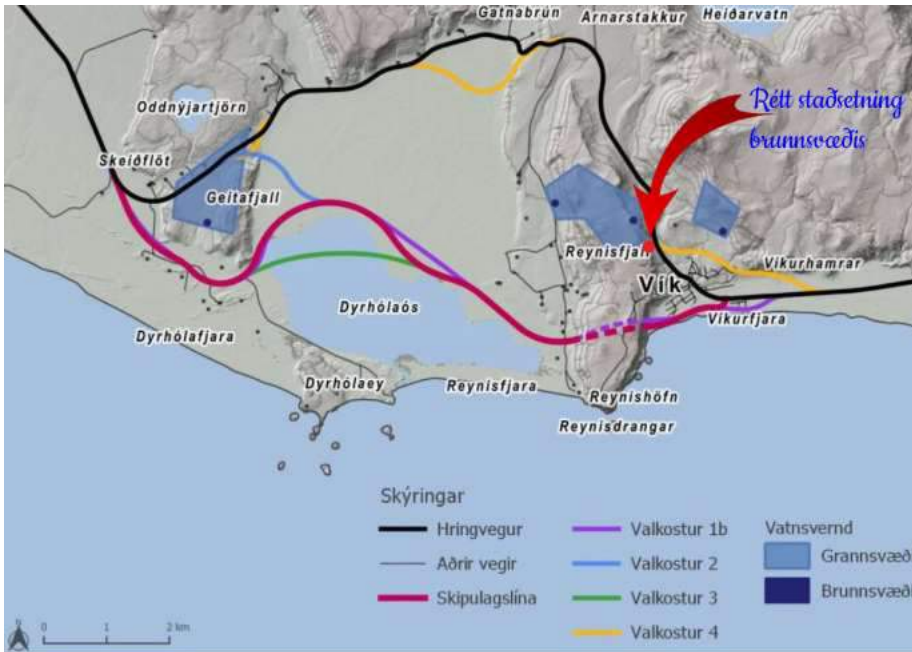 Gatnabrún
Arnarstakkur
Heiðarvatn
Rétt staðsetning
brunnsvæðis
Oddnýjartjörn
Skeiðflöt
Geitafjall
Reynisfjall
Víkurhamrar
Vík
Víkurfjara
Dyrhólaós
Dyrhólafjara
Dyrhólaey
Reynisfjara
Reynishöfn
Reynisdrangar
Skýringar
Hringvegur
Aðrir vegir
Skipulagslína
Valkostur 1b
Valkostur 2
Valkostur 3
Valkostur 4
Vatnsvernd
Grannsvæð
Brunnsvæð
N
0 1 2 km